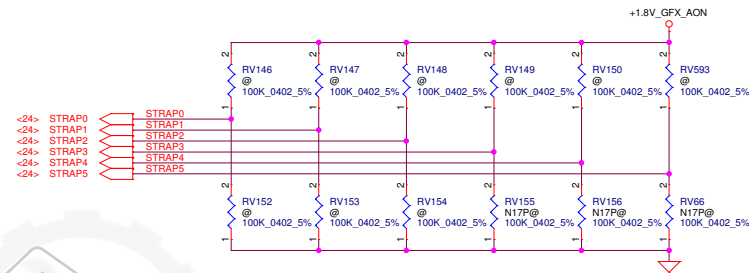 +1.8V_GFX_AON
2 2 2 2 2 2
RV146 RV147 RV148 RV149 RV150 RV593
@ @ @ @ @ @
100K_0402_5% 100K_0402_5% 100K_0402_5% 100K_0402_5% 100K_0402_5% 100K_0402_5%
1 1 1 1 1 1
<24> STRAP0 STRAP0
<24> STRAP1 STRAP1
<24> STRAP2 STRAP2
<24> STRAP3 STRAP3
<24> STRAP4 STRAP4
<24> STRAP5 STRAP5
2 2 2 2 2 2
RV152 RV153 RV154 RV155 RV156 RV66
@ @ @ N17P@ N17P@ N17P@
100K_0402_5% 100K_0402_5% 100K_0402_5% 100K_0402_5% 100K_0402_5% 100K_0402_5%
1 1 1 1 1 1